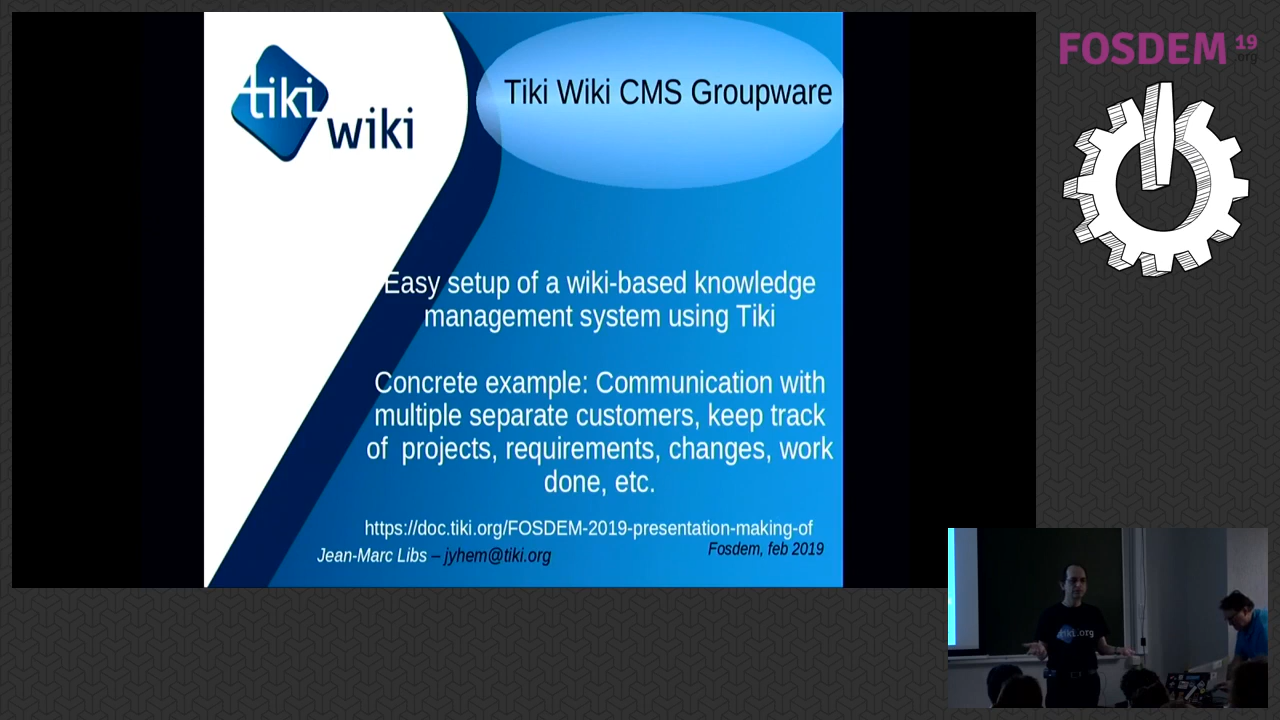 tiki
wiki
Tiki Wiki CMS Groupware
Easy setup of a wiki-based knowledge
management system using Tiki
Concrete example: Communication with
multiple separate customers, keep track
of projects, requirements, changes, work
done, etc.
https://doc.tiki.org/FOSDEM-2019-presentation-making-of
Jean-Marc Libs – jyhem@tiki.org
Fosdem, feb 2019
FOSDEM 19
.org
tiki.org